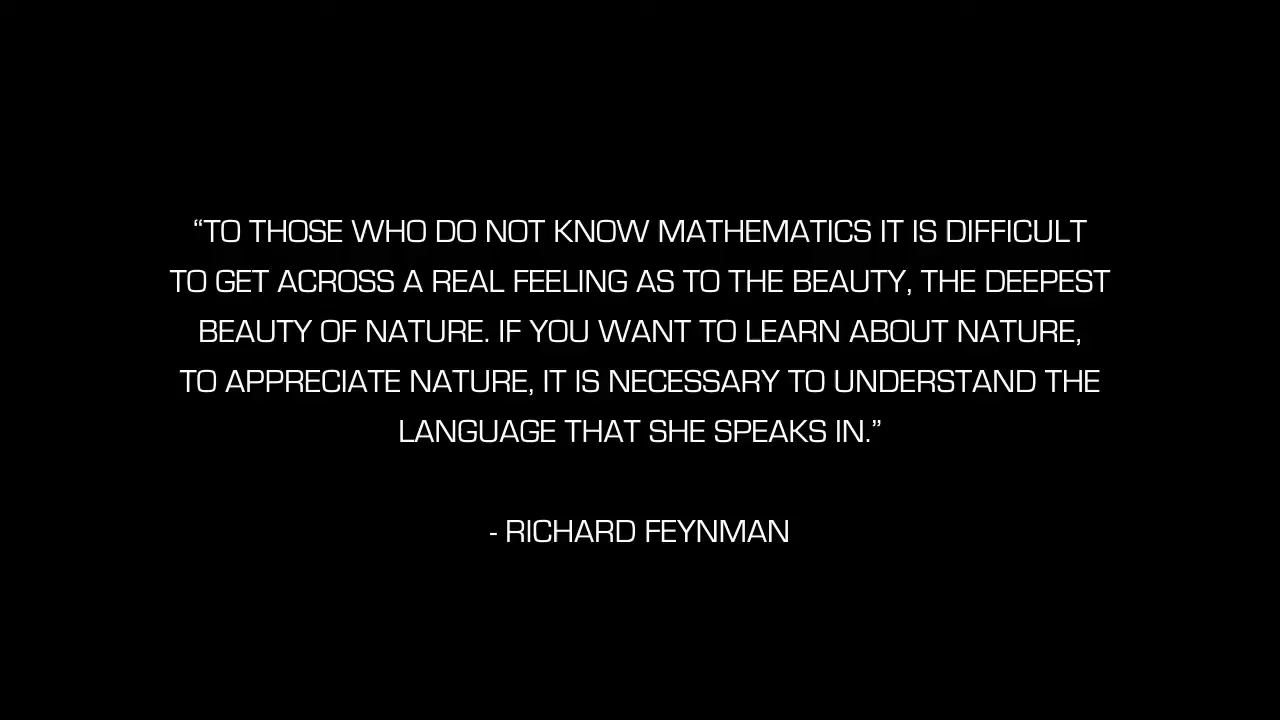 “TO THOSE WHO DO NOT KNOW MATHEMATICS IT IS DIFFICULT
TO GET ACROSS A REAL FEELING AS TO THE BEAUTY, THE DEEPEST
BEAUTY OF NATURE. IF YOU WANT TO LEARN ABOUT NATURE,
TO APPRECIATE NATURE, IT IS NECESSARY TO UNDERSTAND THE
LANGUAGE THAT SHE SPEAKS IN.”
- RICHARD FEYNMAN